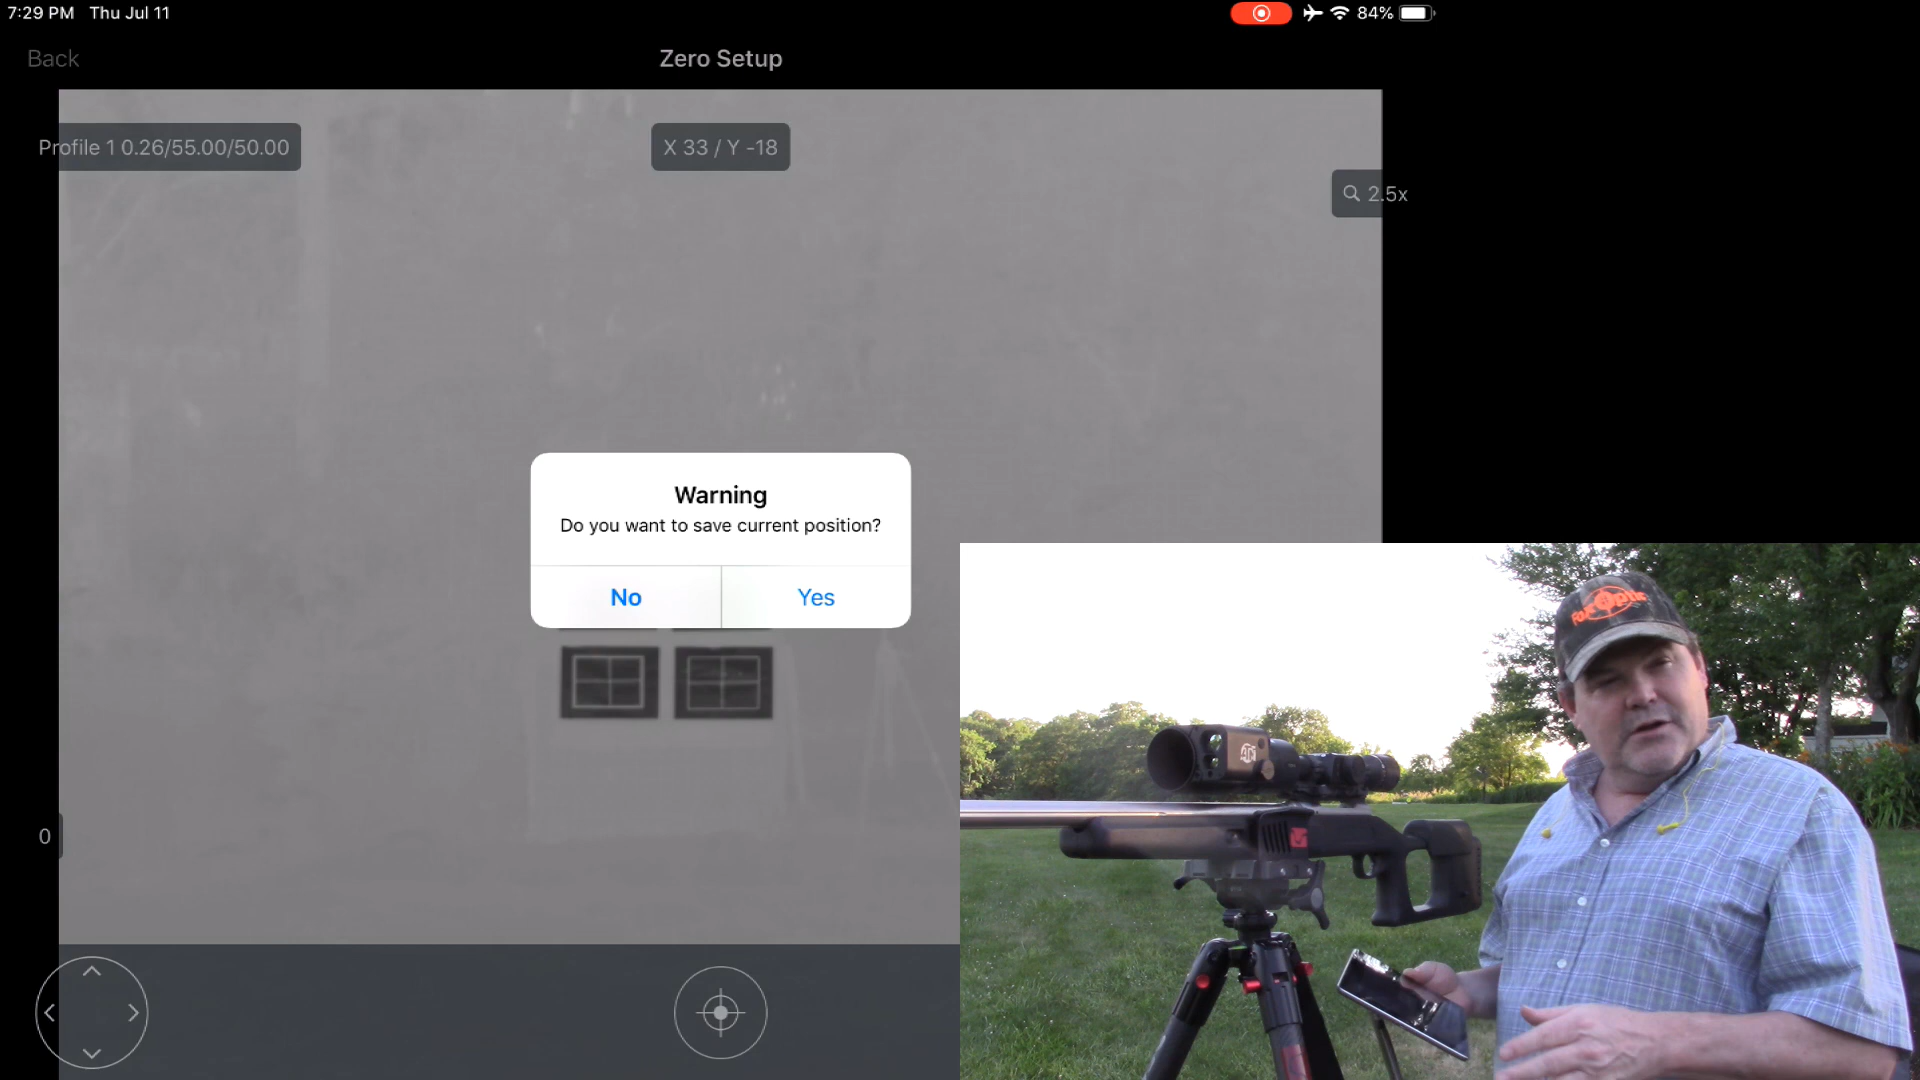 7:29 PM Thu Jul 11
84%
Back
Zero Setup
Profile 1 0.26/55.00/50.00
X 33 / Y -18
2.5x
Warning
Do you want to save current position?
No
Yes
0
ATN